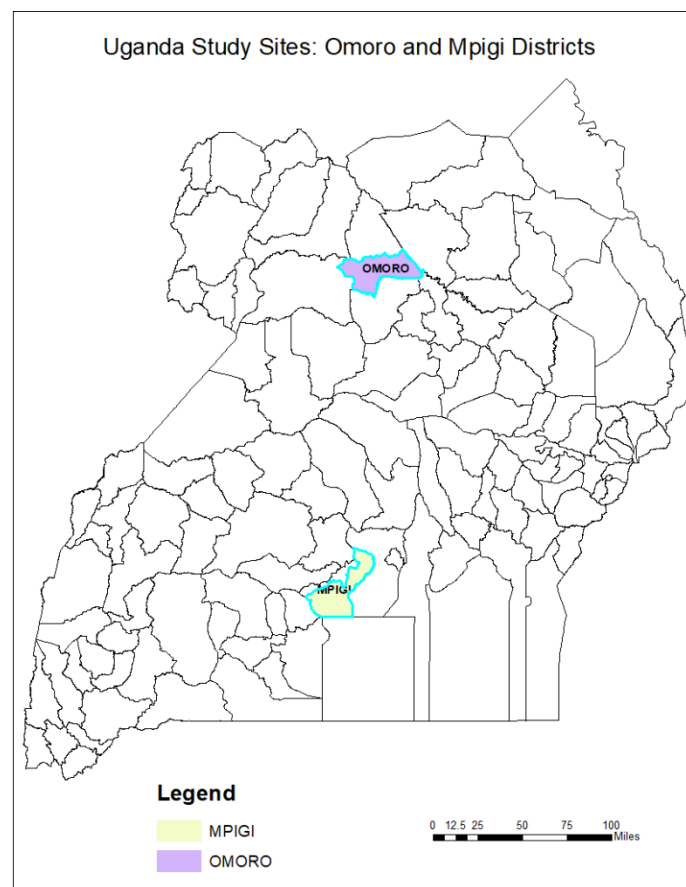 Uganda Study Sites: Omoro and Mpigi Districts
OMORO
MPIGI
Legend
MPIGI
OMORO
0 12.5 25 50 75 100
Miles